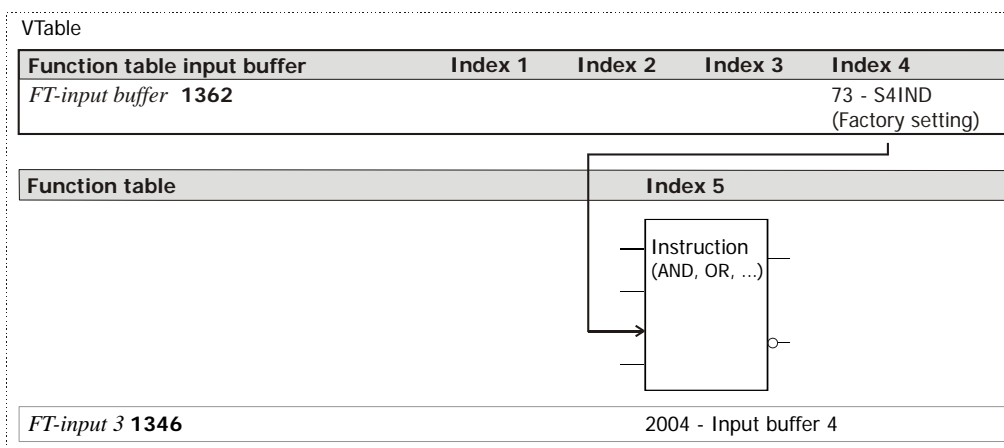 VTable
Function table input buffer Index 1 Index 2 Index 3 Index 4
FT-input buffer 1362 73 - S4IND
(Factory setting)
Function table Index 5
Instruction
(AND, OR, ...)
FT-input 3 1346 2004 - Input buffer 4